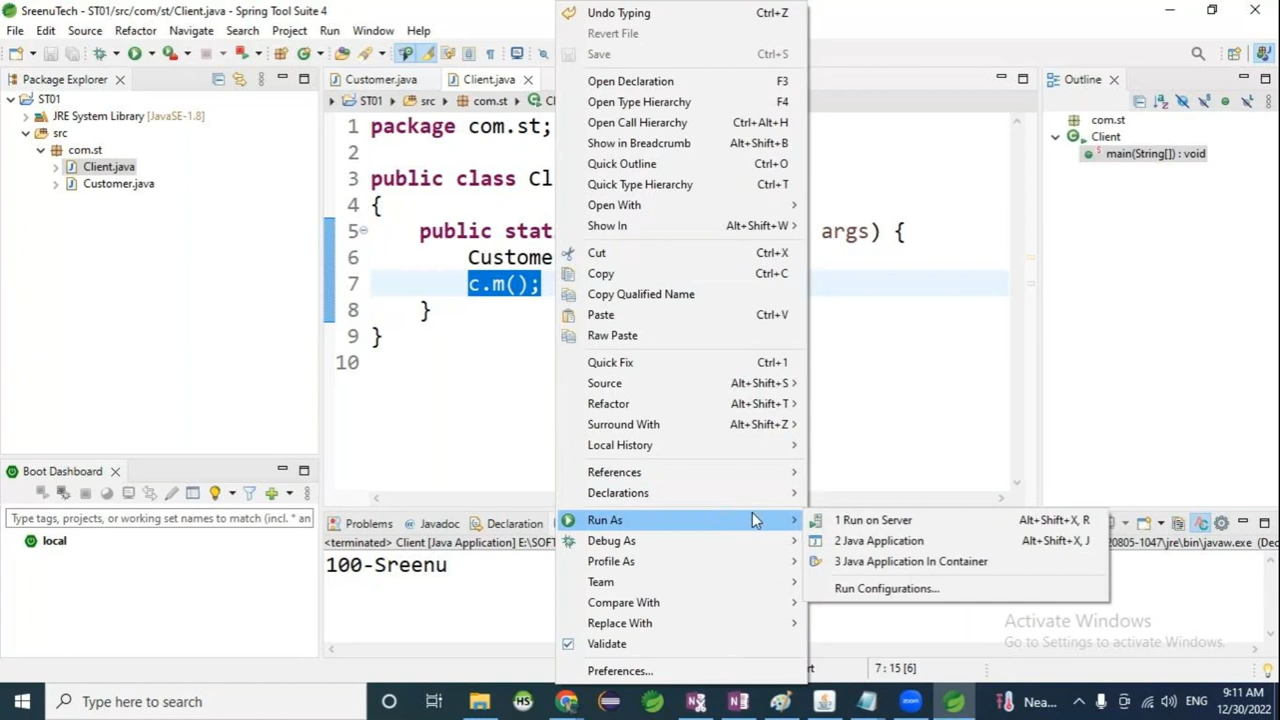 SreenuTech - ST01/src/com/st/Client.java - Spring Tool Suite 4
File Edit Source Refactor Navigate Search Project Run Window Help
Package Explorer
ST01
JRE System Library [JavaSE-1.8]
src
com.st
Client.java
Customer.java
Boot Dashboard
Type tags, projects, or working set names to match (incl. * an
local
Customer.java Client.java
ST01 src com.st
1 package com.st;
2
3 public class Cl
4 {
5 public stat args) {
6 Custome
7 c.m();
8 }
9 }
10
Problems Javadoc Declaration
<terminated> Client [Java Application] E:\SOFT 20805-1047\jre\bin\javaw.exe (Dec
100-Sreenu
Undo Typing Ctrl+Z
Revert File
Save Ctrl+S
Open Declaration F3
Open Type Hierarchy F4
Open Call Hierarchy Ctrl+Alt+H
Show in Breadcrumb Alt+Shift+B
Quick Outline Ctrl+O
Quick Type Hierarchy Ctrl+T
Open With
Show In Alt+Shift+W
Cut Ctrl+X
Copy Ctrl+C
Copy Qualified Name
Paste Ctrl+V
Raw Paste
Quick Fix Ctrl+1
Source Alt+Shift+S
Refactor Alt+Shift+T
Surround With Alt+Shift+Z
Local History
References
Declarations
Run As
Debug As
Profile As
Team
Compare With
Replace With
Validate
Preferences...
1 Run on Server Alt+Shift+X, R
2 Java Application Alt+Shift+X, J
3 Java Application In Container
Run Configurations...
Outline
com.st
Client
main(String[]) : void
Activate Windows
Go to Settings to activate Windows.
7 : 15 [6]
Type here to search
HS
Nea...
ENG
9:11 AM
12/30/2022